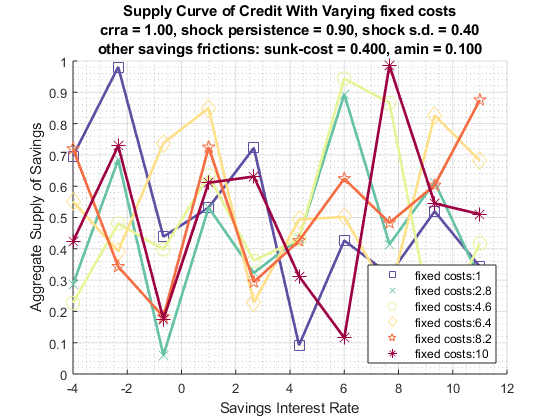 Supply Curve of Credit With Varying fixed costs
crra = 1.00, shock persistence = 0.90, shock s.d. = 0.40
other savings frictions: sunk-cost = 0.400, amin = 0.100
Aggregate Supply of Savings
1
0.9
0.8
0.7
0.6
0.5
0.4
0.3
0.2
0.1
0
-4
-2
0
2
4
6
8
10
12
Savings Interest Rate
fixed costs:1
fixed costs:2.8
fixed costs:4.6
fixed costs:6.4
fixed costs:8.2
fixed costs:10